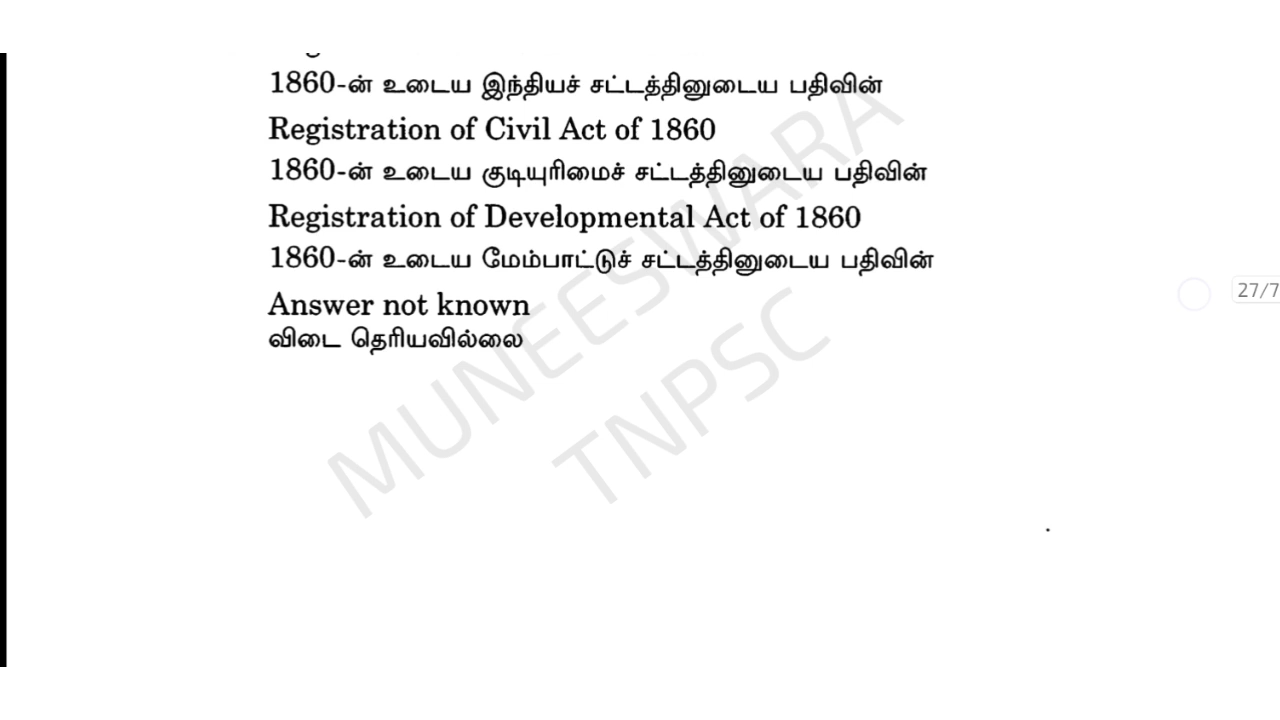 1860-ன் உடைய இந்தியச் சட்டத்தினுடைய பதிவின்
Registration of Civil Act of 1860
1860-ன் உடைய குடியுரிமைச் சட்டத்தினுடைய பதிவின்
Registration of Developmental Act of 1860
1860-ன் உடைய மேம்பாட்டுச் சட்டத்தினுடைய பதிவின்
27/7
Answer not known
விடை தெரியவில்லை
MUNEESWARA
TNPSC